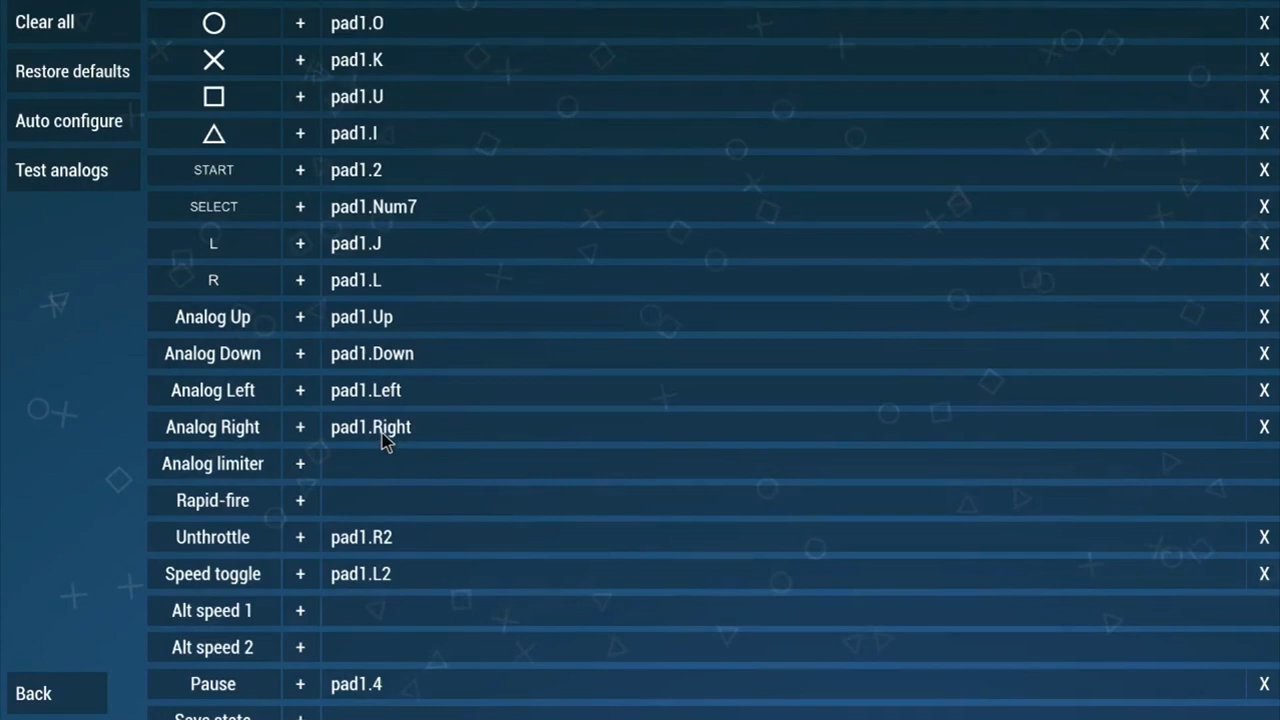 Clear all
Restore defaults
Auto configure
Test analogs
Back
+ pad1.O X
+ pad1.K X
+ pad1.U X
+ pad1.I X
START + pad1.2 X
SELECT + pad1.Num7 X
L + pad1.J X
R + pad1.L X
Analog Up + pad1.Up X
Analog Down + pad1.Down X
Analog Left + pad1.Left X
Analog Right + pad1.Right X
Analog limiter +
Rapid-fire +
Unthrottle + pad1.R2 X
Speed toggle + pad1.L2 X
Alt speed 1 +
Alt speed 2 +
Pause + pad1.4 X
Save state +